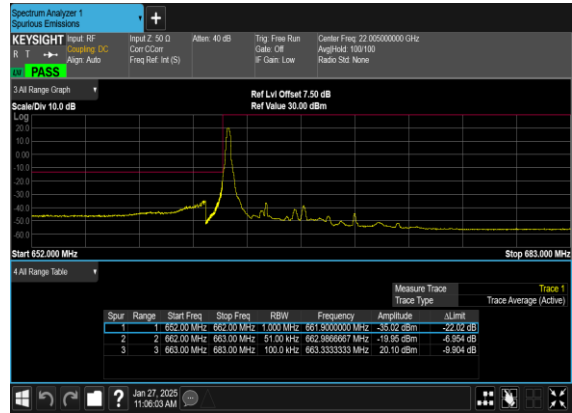 Spectrum Analyzer 1
Spurious Emissions
KEYSIGHT Input: RF Input Z: 50 Ω Atten: 40 dB Trig: Free Run Center Freq: 22.005000000 GHz
R T Coupling: DC Corr CCorr Gate: Off Avg|Hold: 100/100
Align: Auto Freq Ref: Int (S) IF Gain: Low Radio Std: None
PASS
3 All Range Graph
Ref Lvl Offset 7.50 dB
Scale/Div 10.0 dB Ref Value 30.00 dBm
Log
20.0
10.0
0.00
-10.0
-20.0
-30.0
-40.0
-50.0
-60.0
Start 652.000 MHz Stop 683.000 MHz
4 All Range Table
Measure Trace Trace 1
Trace Type Trace Average (Active)
Spur Range Start Freq Stop Freq RBW Frequency Amplitude ΔLimit
1 1 652.00 MHz 662.00 MHz 1.000 MHz 661.9000000 MHz -35.02 dBm -22.02 dB
2 2 662.00 MHz 663.00 MHz 51.00 kHz 662.9866667 MHz -19.95 dBm -6.954 dB
3 3 663.00 MHz 683.00 MHz 100.0 kHz 663.3333333 MHz 20.10 dBm -9.904 dB
? Jan 27, 2025
11:06:03 AM